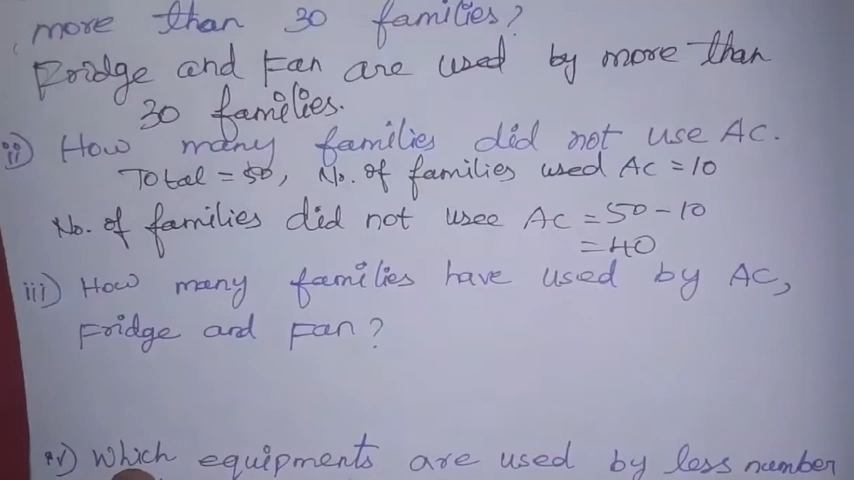 more than 30 families?
Fridge and Fan are used by more than
30 families.
ii) How many families did not use AC.
Total = 50, No. of families used AC = 10
No. of families did not usee AC = 50 - 10
= 40
iii) How many families have used by AC,
Fridge and Fan?
iv) Which equipments are used by less number